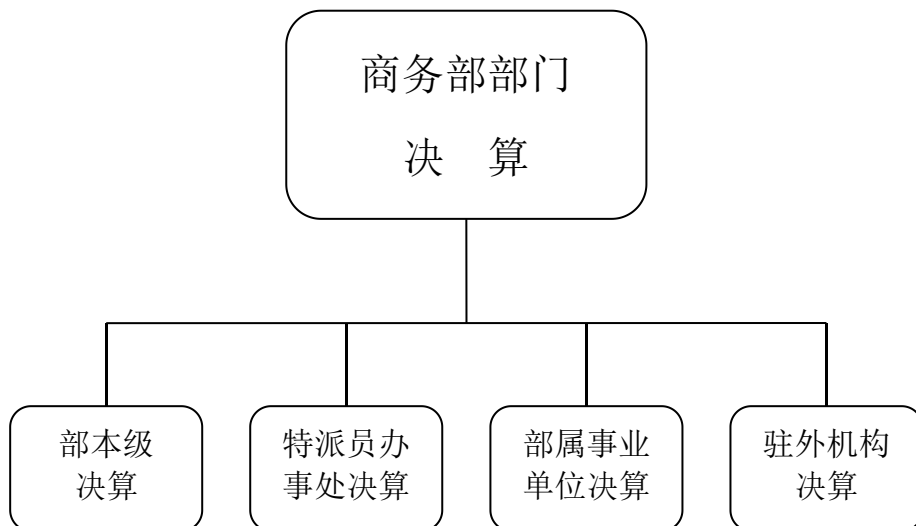 商务部部门
决 算
部本级
决算
特派员办
事处决算
部属事业
单位决算
驻外机构
决算